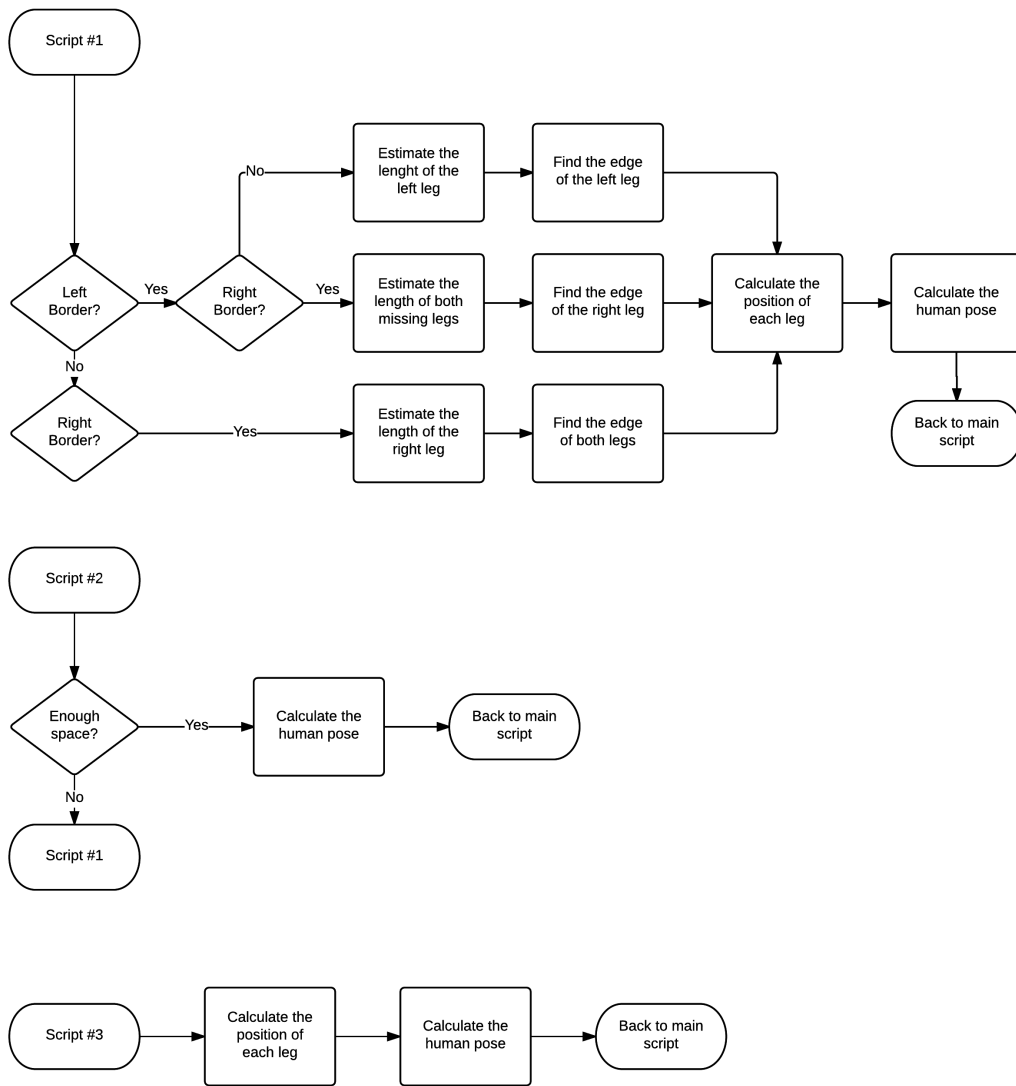 Script #1
No
Estimate the
lenght of the
left leg
Find the edge
of the left leg
Left
Border?
Yes
Right
Border?
Yes
Estimate the
length of both
missing legs
Find the edge
of the right leg
Calculate the
position of
each leg
Calculate the
human pose
No
Right
Border?
Yes
Estimate the
length of the
right leg
Find the edge
of both legs
Back to main
script
Script #2
Enough
space?
Yes
Calculate the
human pose
Back to main
script
No
Script #1
Script #3
Calculate the
position of
each leg
Calculate the
human pose
Back to main
script